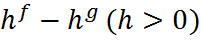 h^f − h^g (h > 0)